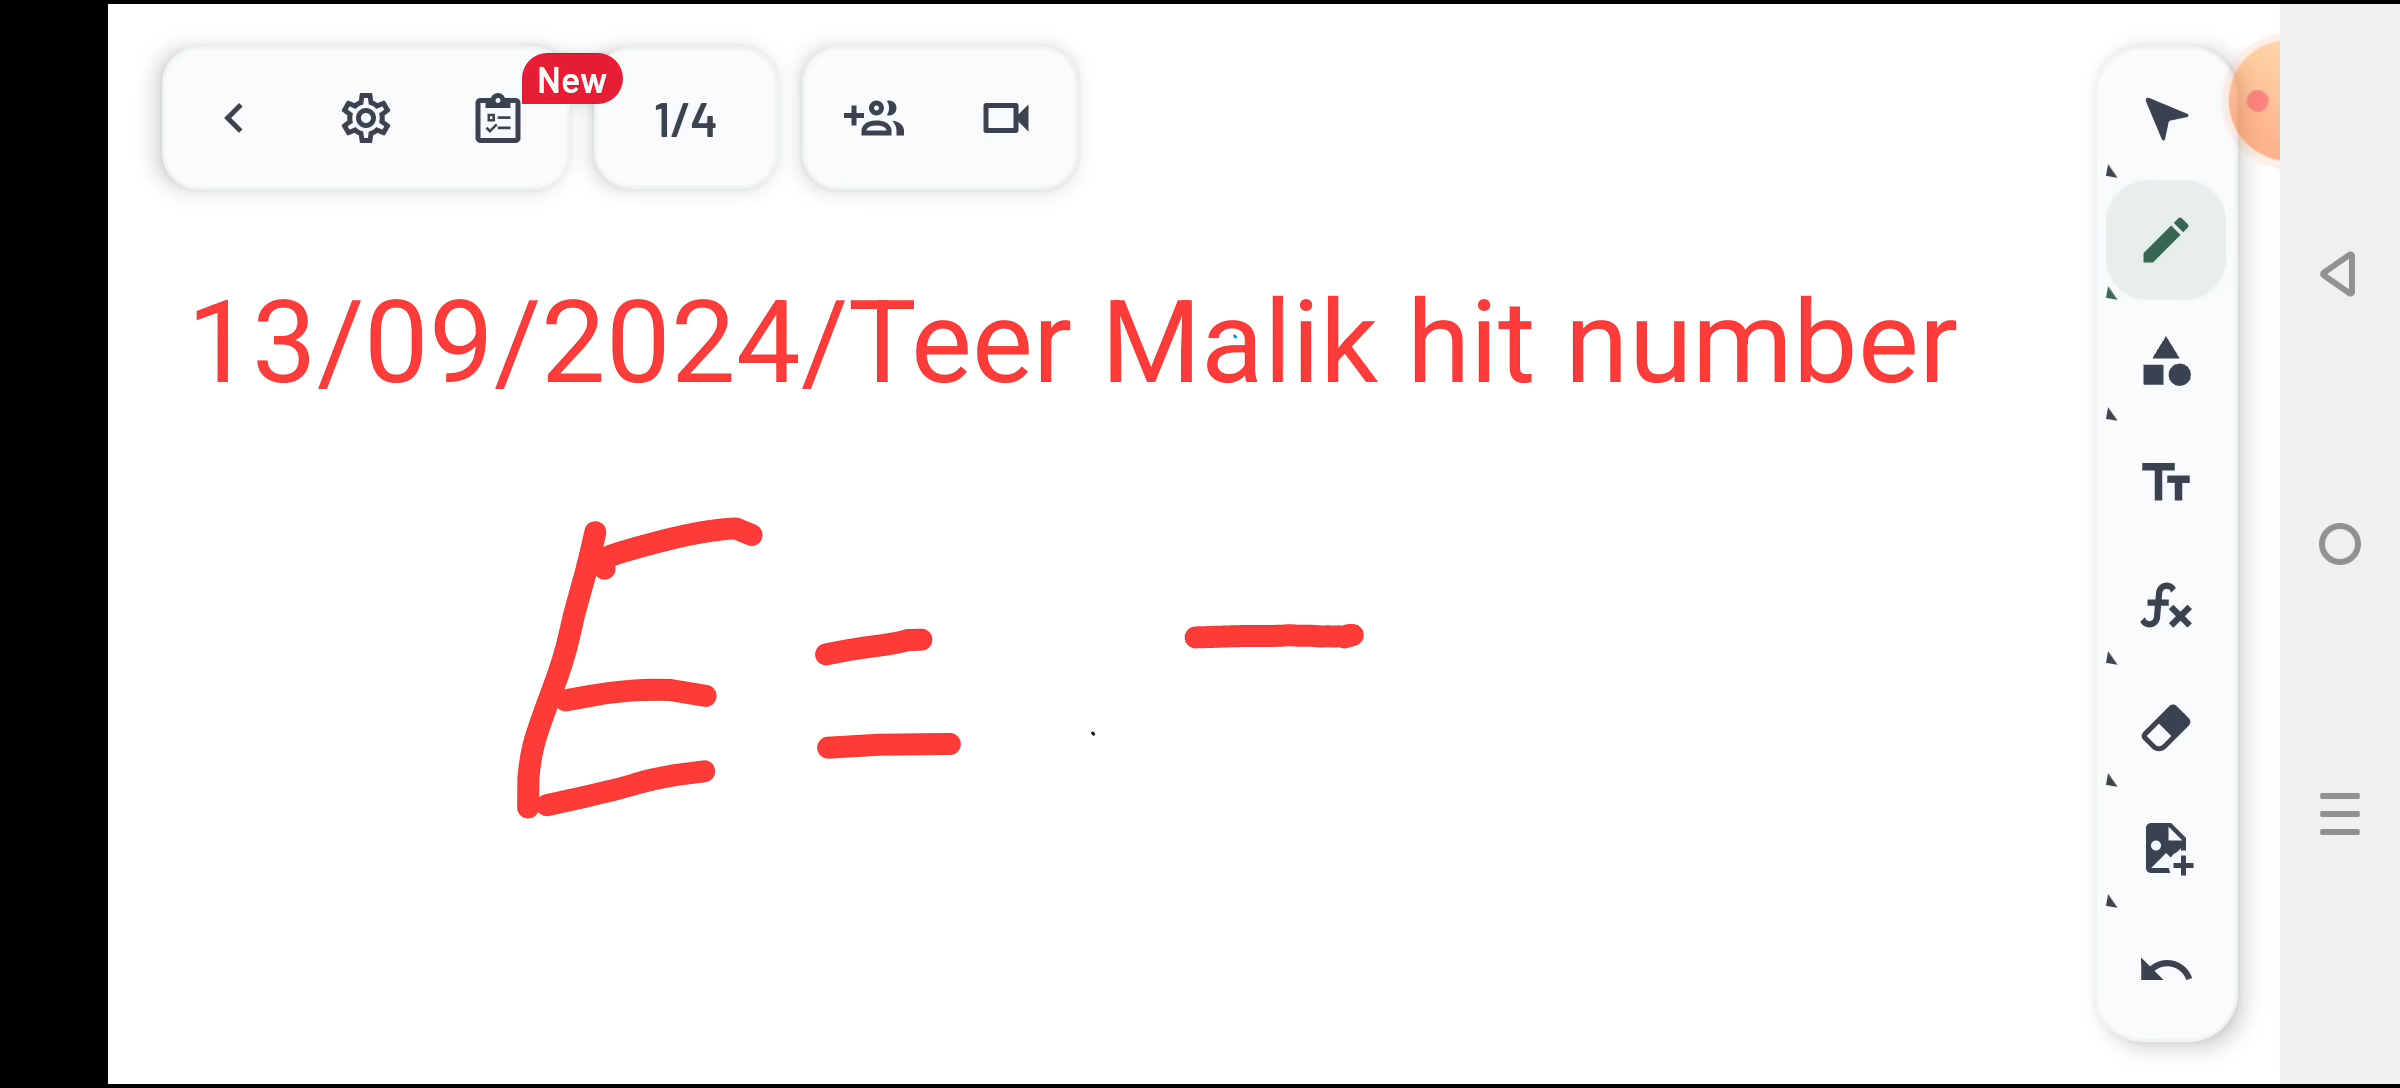 New
1/4
13/09/2024/Teer Malik hit number
E = –